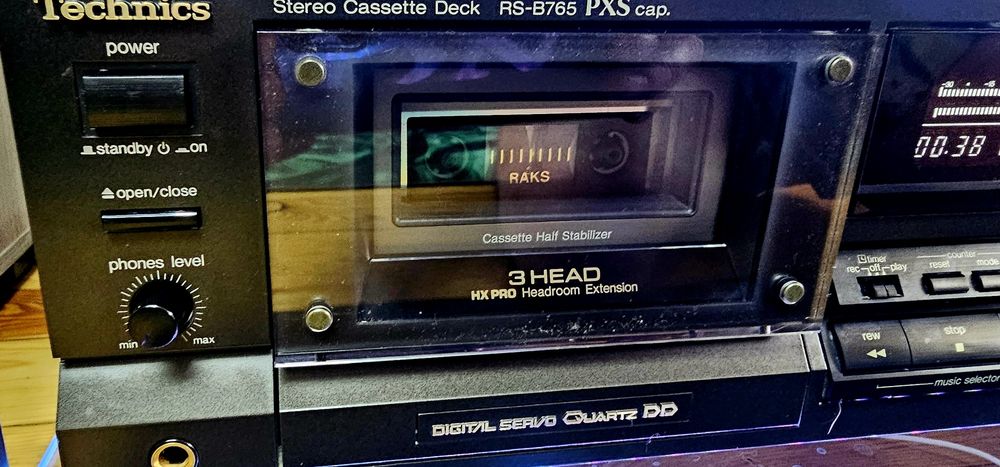 Technics
Stereo Cassette Deck RS-B765 PXS cap.
power
standby on
open/close
phones level
min max
RAKS
Cassette Half Stabilizer
3 HEAD
HX PRO Headroom Extension
DIGITAL SERVO QUARTZ DD
-30 -18
00.38
timer
rec-off-play
counter
reset mode
rew stop
music selector